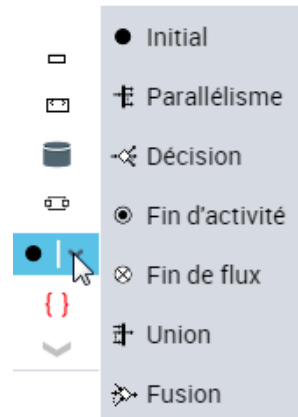 Initial
Parallélisme
Décision
Fin d'activité
Fin de flux
{ }
Union
Fusion